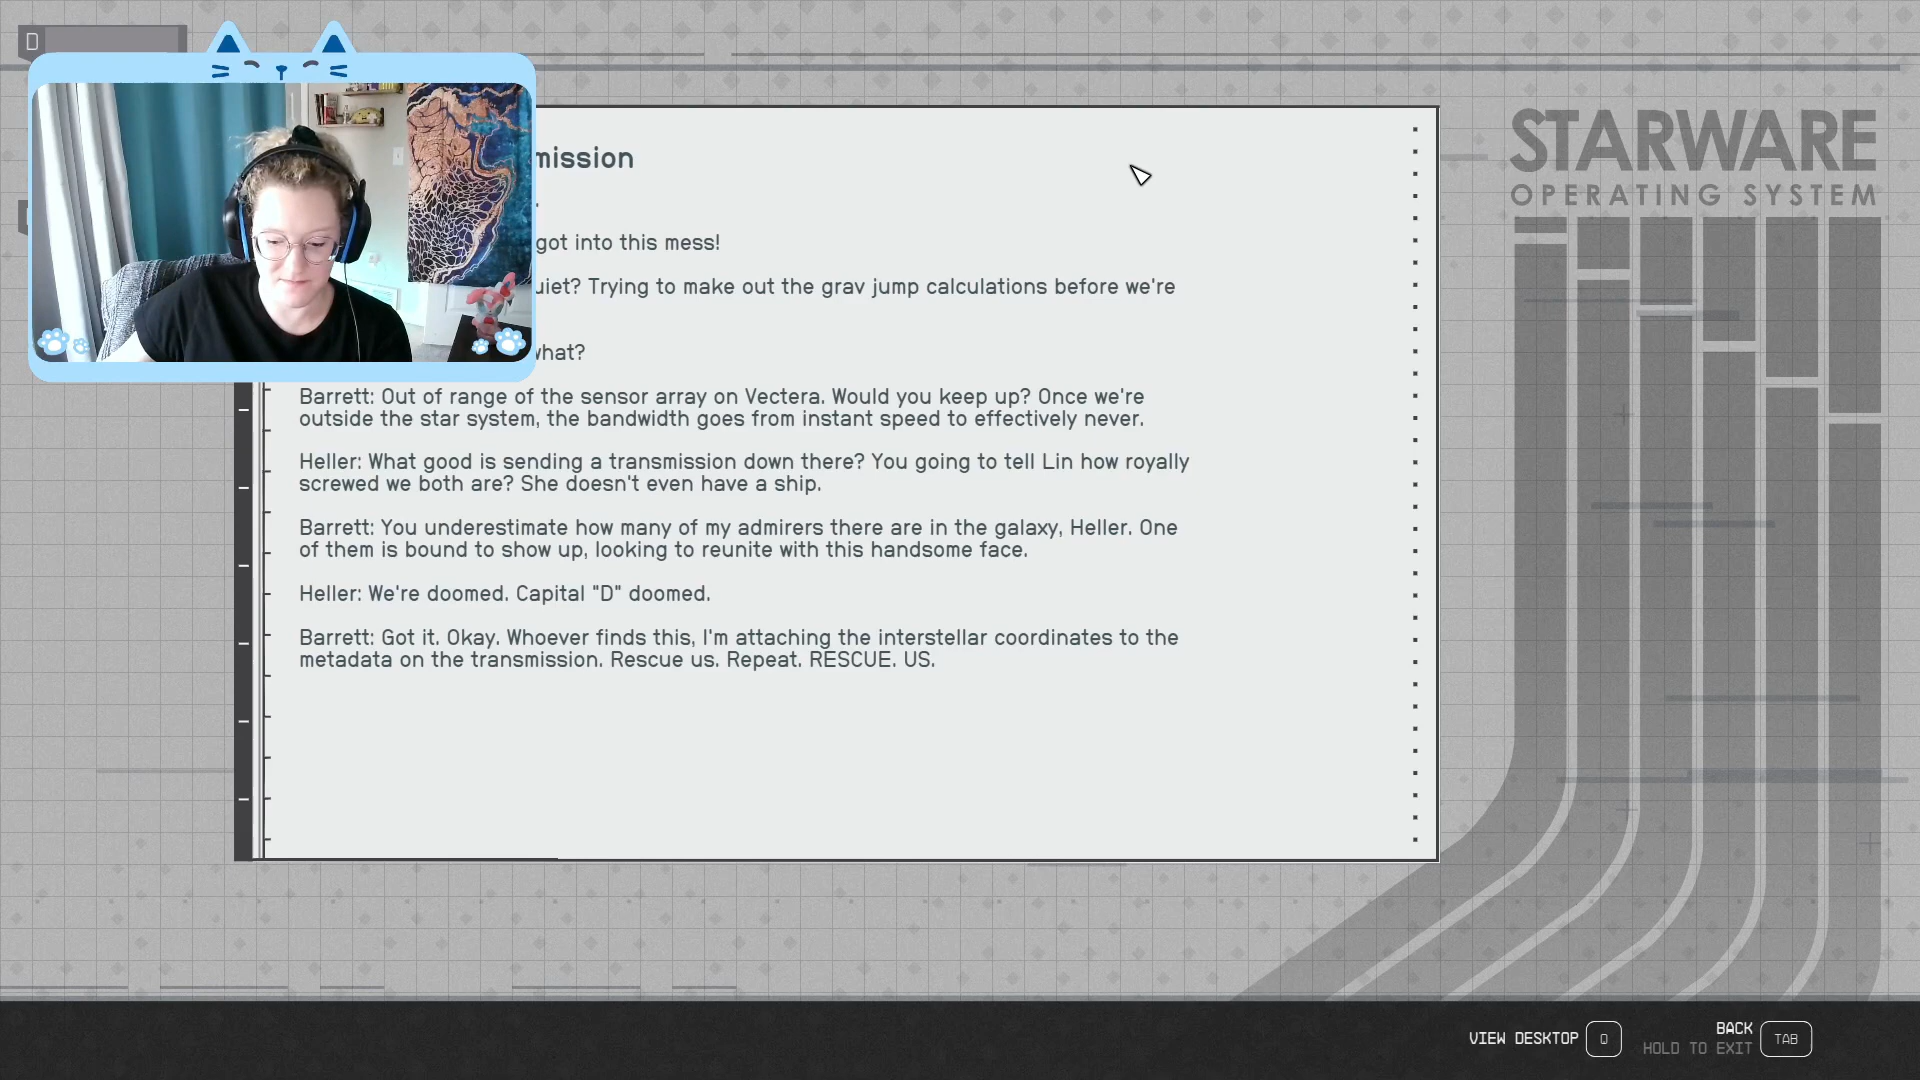 D
STARWARE
OPERATING SYSTEM
mission
got into this mess!
uiet? Trying to make out the grav jump calculations before we're
what?
Barrett: Out of range of the sensor array on Vectera. Would you keep up? Once we're
outside the star system, the bandwidth goes from instant speed to effectively never.
Heller: What good is sending a transmission down there? You going to tell Lin how royally
screwed we both are? She doesn't even have a ship.
Barrett: You underestimate how many of my admirers there are in the galaxy, Heller. One
of them is bound to show up, looking to reunite with this handsome face.
Heller: We're doomed. Capital "D" doomed.
Barrett: Got it. Okay. Whoever finds this, I'm attaching the interstellar coordinates to the
metadata on the transmission. Rescue us. Repeat. RESCUE. US.
VIEW DESKTOP Q
BACK TAB
HOLD TO EXIT